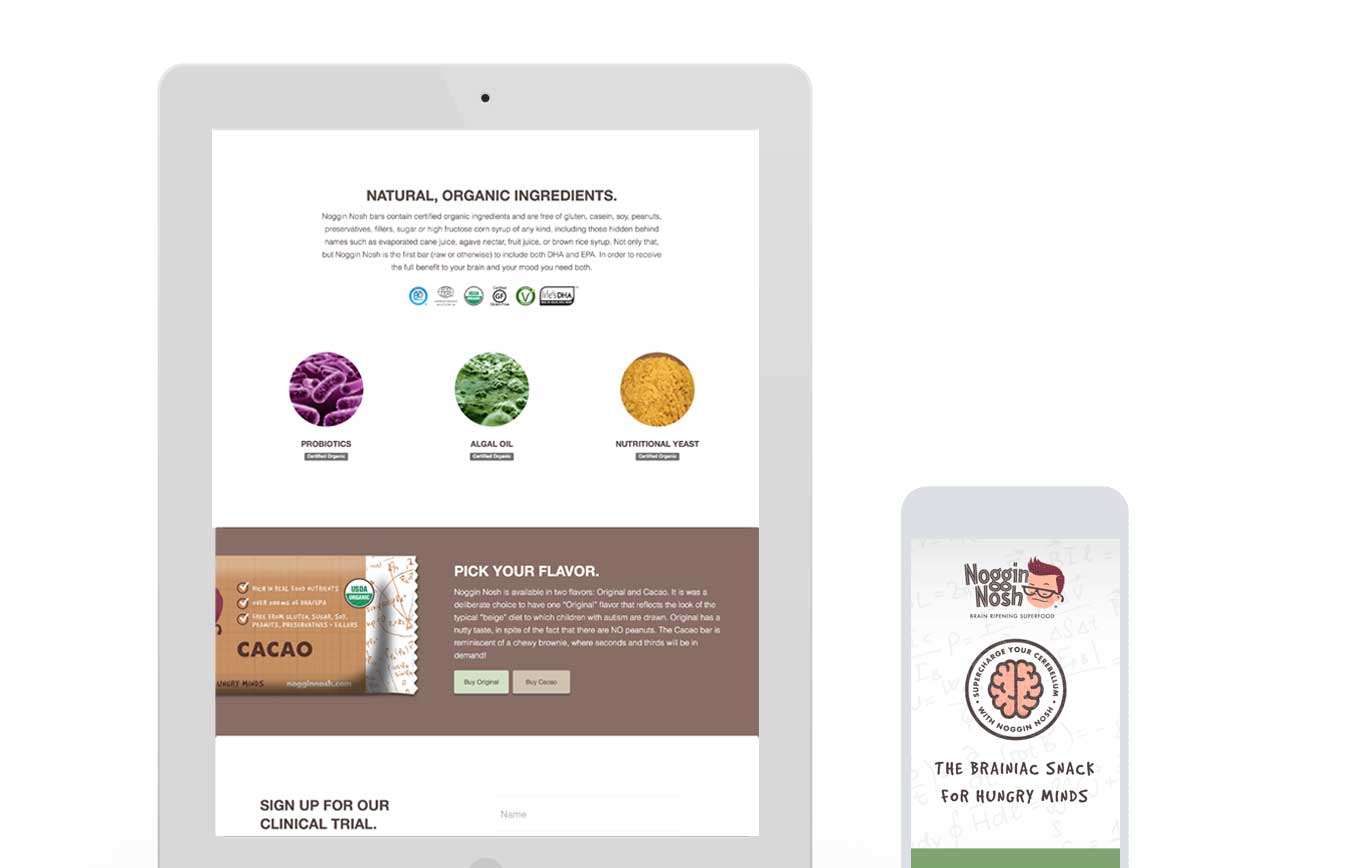 NATURAL, ORGANIC INGREDIENTS.
Noggin Nosh bars contain certified organic ingredients and are free of gluten, casein, soy, peanuts,
preservatives, fillers, sugar or high fructose corn syrup of any kind, including those hidden behind
names such as evaporated cane juice, agave nectar, fruit juice, or brown rice syrup. Not only that,
but Noggin Nosh is the first bar (raw or otherwise) to include both DHA and EPA. In order to receive
the full benefit to your brain and your mood you need both.
USDA
ORGANIC
Certified
GF
Gluten-Free
V
life'sDHA
PROBIOTICS
Certified Organic
ALGAL OIL
Certified Organic
NUTRITIONAL YEAST
Certified Organic
RICH IN REAL FOOD NUTRIENTS
OF DHA/EPA
FREE FROM GLUTEN, SUGAR, SOY,
PEANUTS, PRESERVATIVES + FILLERS
USDA
ORGANIC
CACAO
UNGRY MINDS
nogginnosh.com
PICK YOUR FLAVOR.
Noggin Nosh is available in two flavors: Original and Cacao. It is was a
deliberate choice to have one "Original" flavor that reflects the look of the
typical "beige" diet to which children with autism are drawn. Original has a
nutty taste, in spite of the fact that there are NO peanuts. The Cacao bar is
reminiscent of a chewy brownie, where seconds and thirds will be in
demand!
Buy Original
Buy Cacao
SIGN UP FOR OUR
CLINICAL TRIAL.
Name
Noggin
Nosh
BRAIN RIPENING SUPERFOOD
SUPERCHARGE YOUR CEREBELLUM
WITH NOGGIN NOSH
THE BRAINIAC SNACK
FOR HUNGRY MINDS